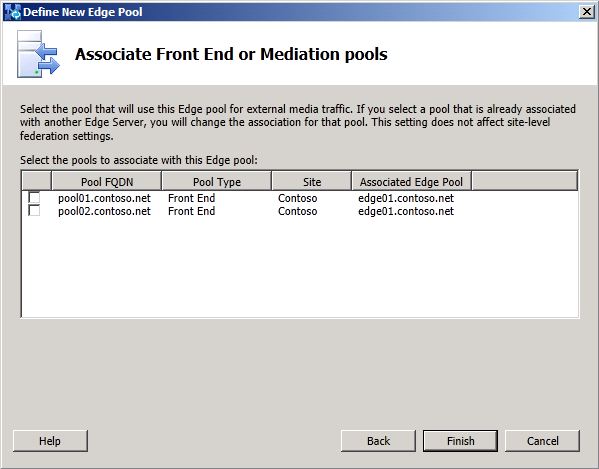 Define New Edge Pool
Associate Front End or Mediation pools
Select the pool that will use this Edge pool for external media traffic. If you select a pool that is already associated
with another Edge Server, you will change the association for that pool. This setting does not affect site-level
federation settings.
Select the pools to associate with this Edge pool:
Pool FQDN Pool Type Site Associated Edge Pool
pool01.contoso.net Front End Contoso edge01.contoso.net
pool02.contoso.net Front End Contoso edge01.contoso.net
Help Back Finish Cancel